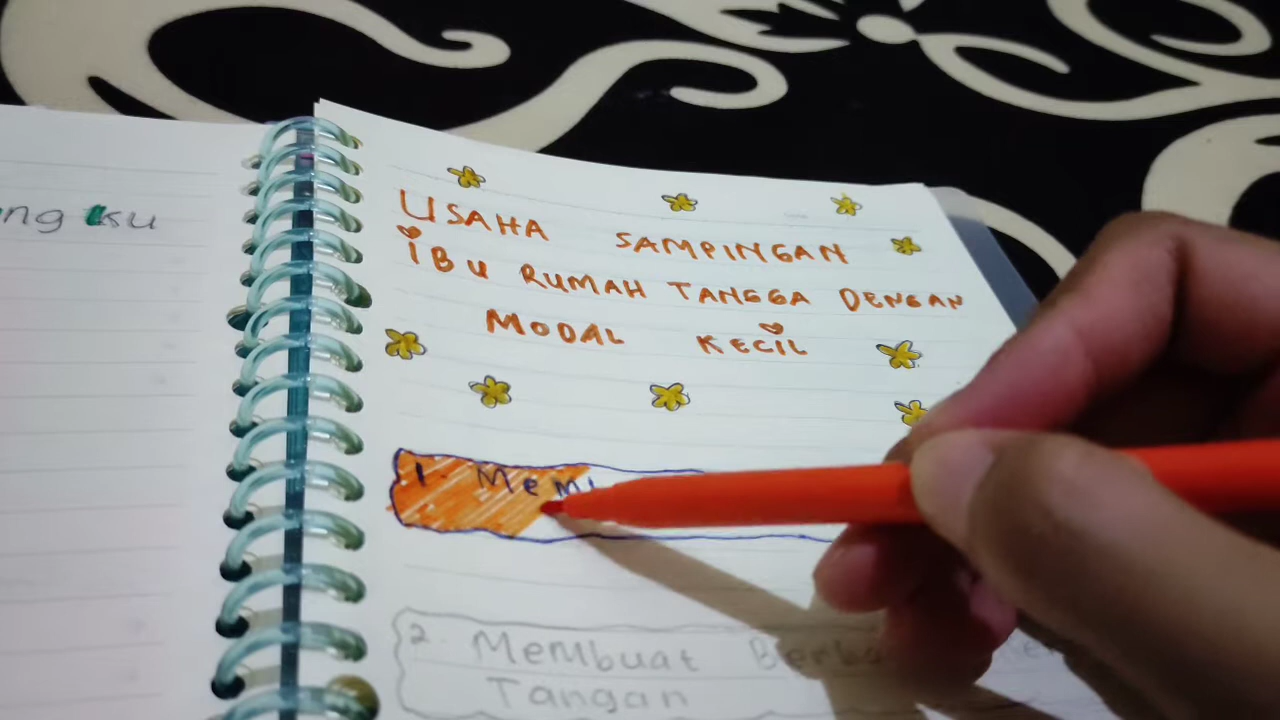 ng ku
USAHA SAMPINGAN
IBU RUMAH TANGGA DENGAN
MODAL KECIL
1. Mem
2. Membuat
Tangan